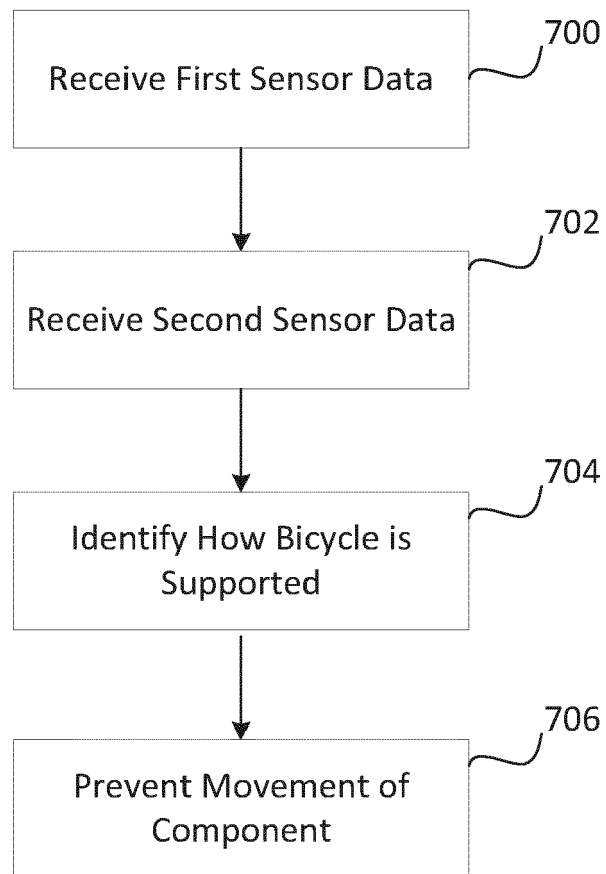 700
Receive First Sensor Data
702
Receive Second Sensor Data
704
Identify How Bicycle is
Supported
706
Prevent Movement of
Component